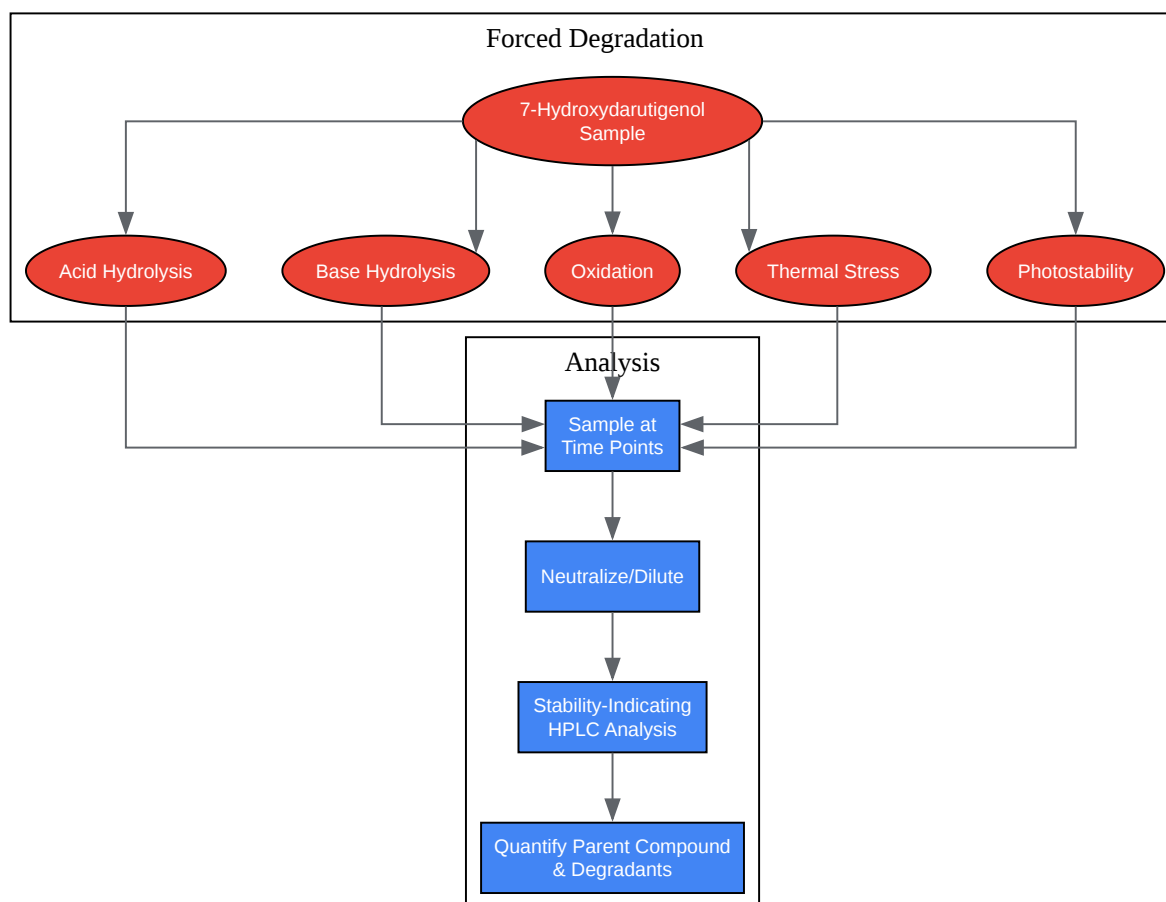 Forced Degradation
7-Hydroxydarutigenol
Sample
Acid Hydrolysis
Base Hydrolysis
Oxidation
Thermal Stress
Photostability
Analysis
Sample at
Time Points
Neutralize/Dilute
Stability-Indicating
HPLC Analysis
Quantify Parent Compound
& Degradants